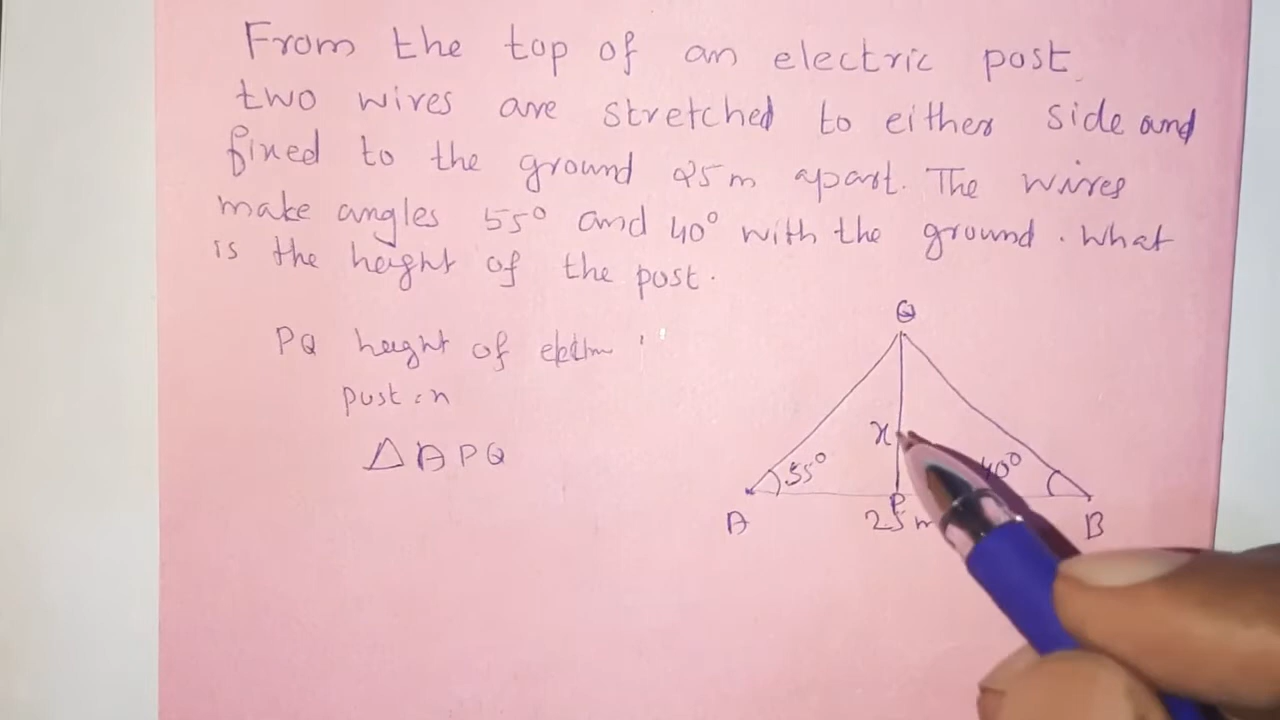 From the top of an electric post
two wires are stretched to either side and
fixed to the ground 25m apart. The wires
make angles 55° and 40° with the ground. What
is the height of the post.
PQ height of
post = x
△APQ
Q
x
55°
40°
A
P
B
25 m